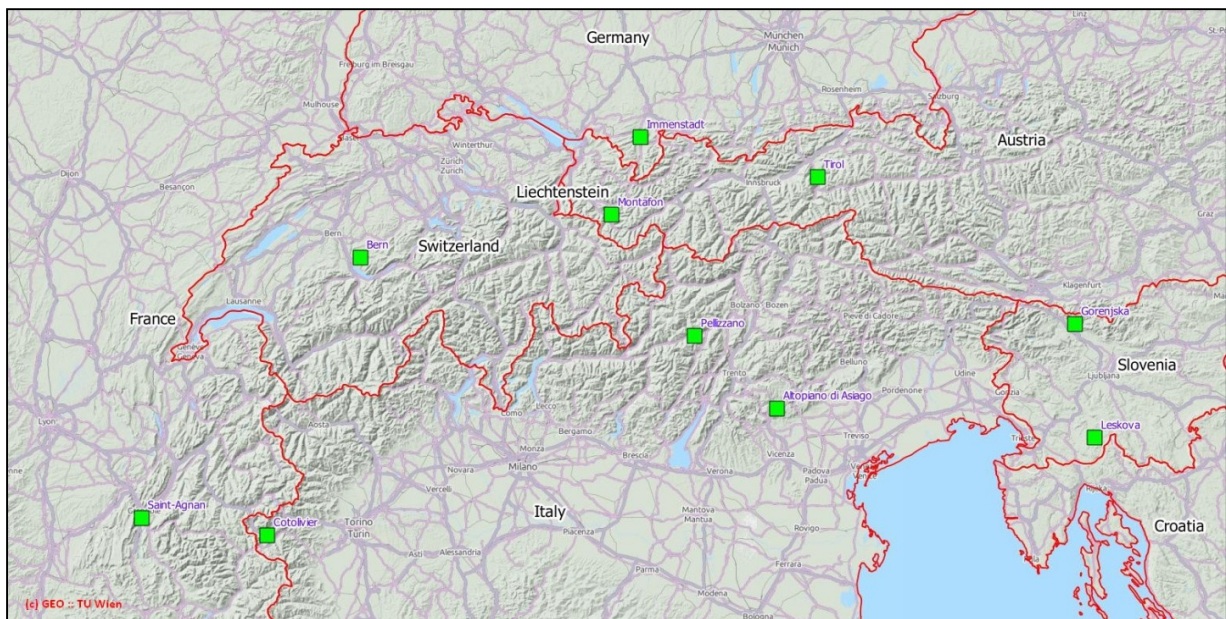 Germany
München
Munich
Linz
Freiburg im Breisgau
Rosenheim
Salzburg
Mulhouse
Immenstadt
Austria
Winterthur
Zürich
Zürich
Tirol
Dijon
Besançon
Innsbruck
Liechtenstein
Montafon
Graz
Bern
Bern
Switzerland
Klagenfurt
Lausanne
Bolzano Bozen
Gorenjska
France
Pieve di Cadore
Pellizzano
Belluno
Slovenia
Ljubljana
Trento
Udine
Pordenone
Gorizia
Altopiano di Asiago
Lyon
Aosta
Como
Lecco
Bergamo
Leskova
Trieste
Treviso
Monza
Vicenza
Milano
Brescia
Verona
Padova
Padua
Novara
Vercelli
Saint-Agnan
Italy
Mantova
Mantua
Croatia
Torino
Turin
Cotolivier
Piacenza
Rovigo
Asti
Alessandria
Parma
Ferrara
Modena
Bologna
(c) GEO :: TU Wien